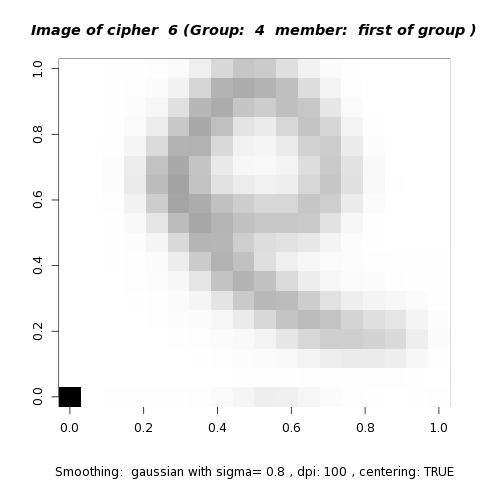 Image of cipher 6 (Group: 4 member: first of group )
1.0
0.8
0.6
0.4
0.2
0.0
0.0 0.2 0.4 0.6 0.8 1.0
Smoothing: gaussian with sigma= 0.8 , dpi: 100 , centering: TRUE